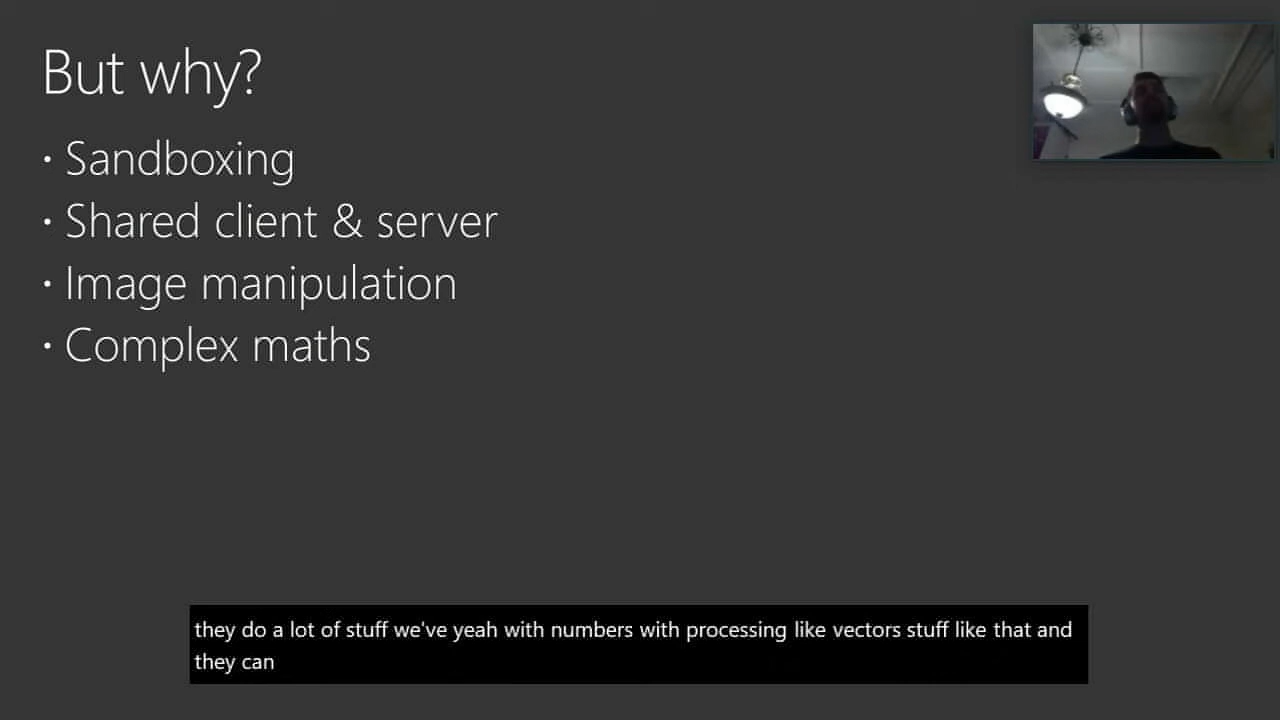 But why?
· Sandboxing
· Shared client & server
· Image manipulation
· Complex maths
they do a lot of stuff we've yeah with numbers with processing like vectors stuff like that and
they can